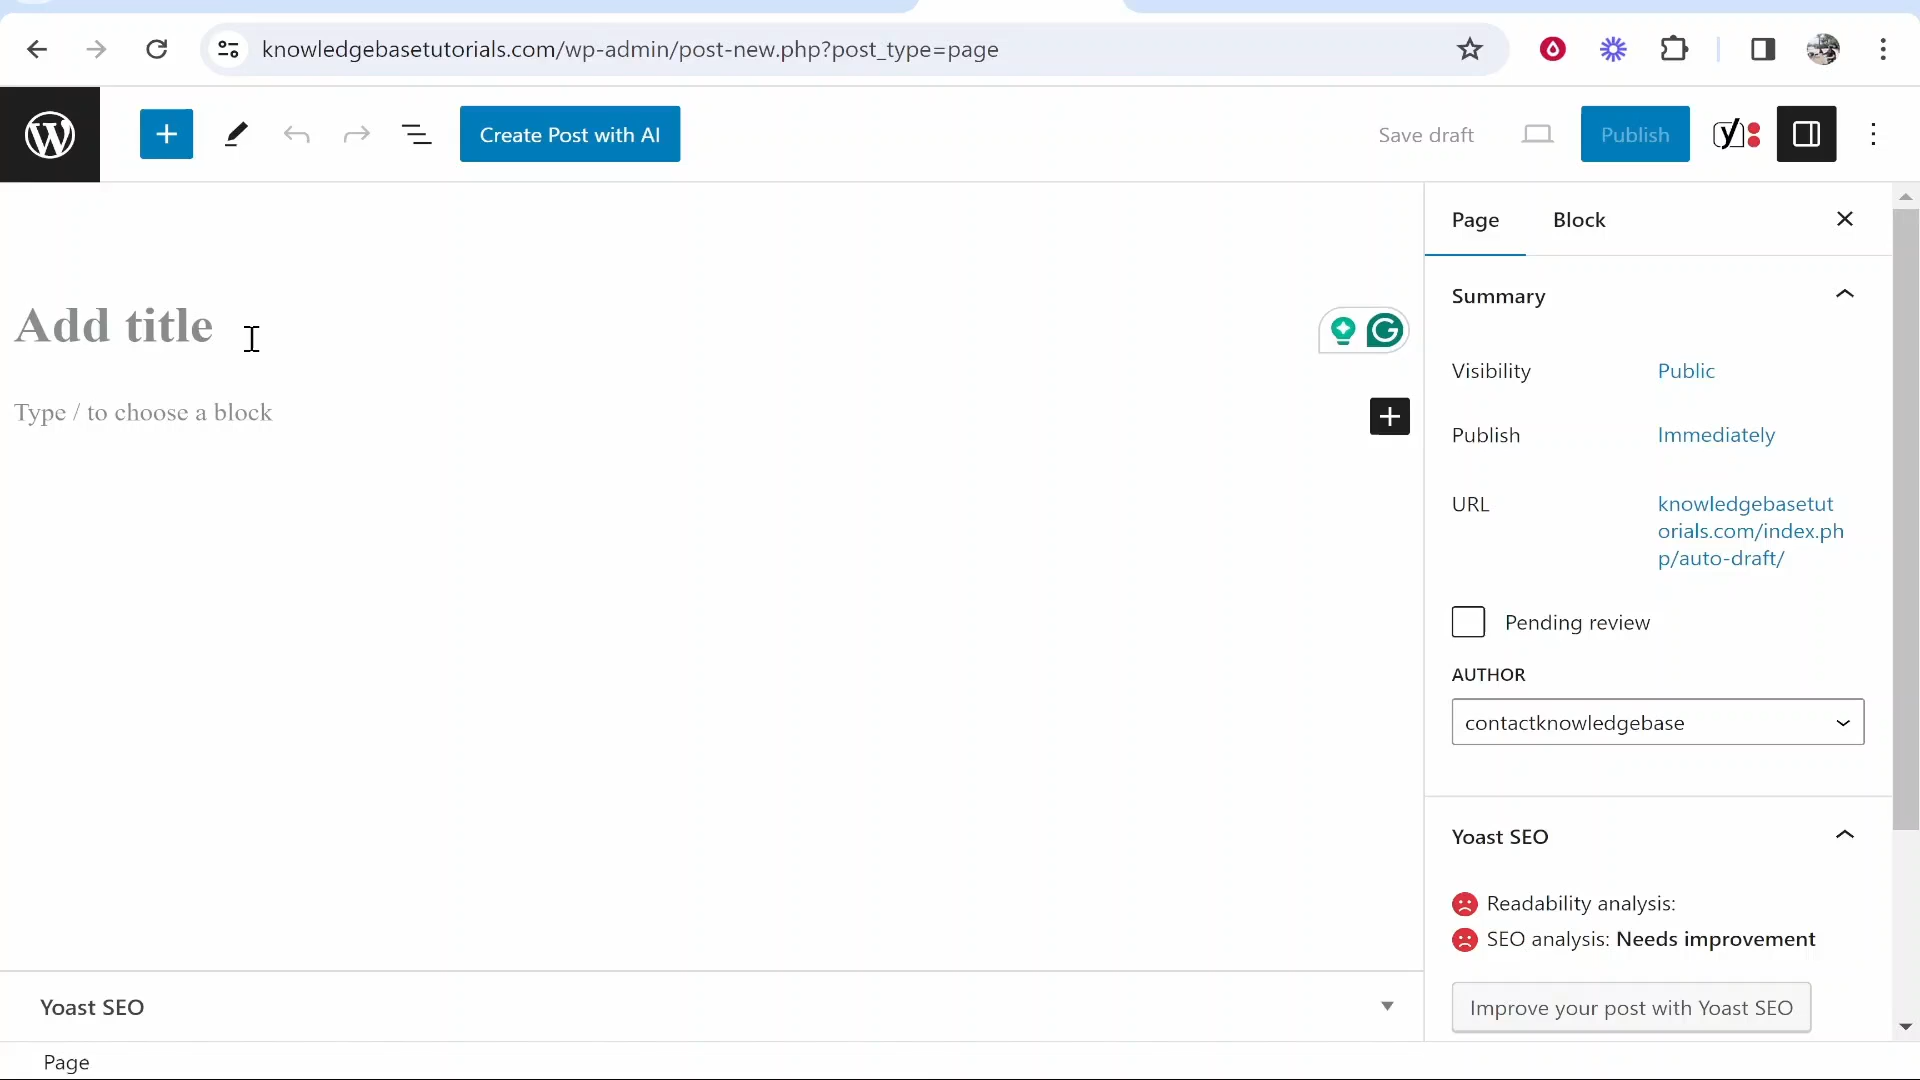 knowledgebasetutorials.com/wp-admin/post-new.php?post_type=page
Create Post with AI
Save draft
Publish
Page
Block
Add title
Type / to choose a block
Summary
Visibility
Public
Publish
Immediately
URL
knowledgebasetut
orials.com/index.ph
p/auto-draft/
Pending review
AUTHOR
contactknowledgebase
Yoast SEO
Readability analysis:
SEO analysis: Needs improvement
Improve your post with Yoast SEO
Yoast SEO
Page